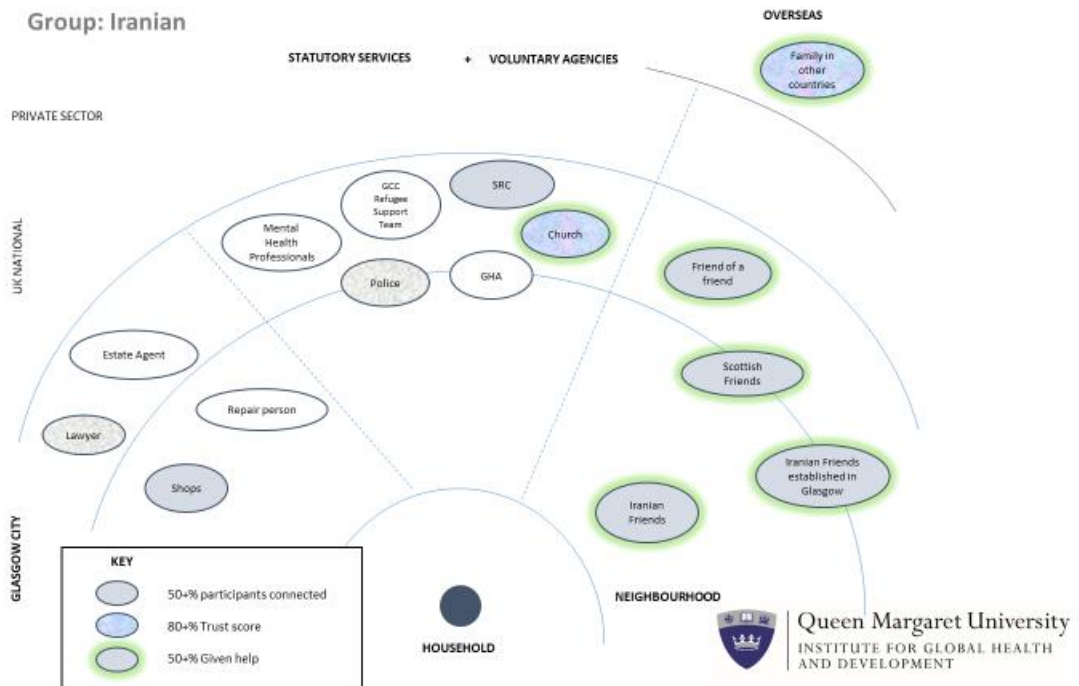 Group: Iranian
OVERSEAS
STATUTORY SERVICES + VOLUNTARY AGENCIES
Family in
other
countries
PRIVATE SECTOR
UK NATIONAL
GCC
Refugee
Support
Team
SRC
Mental
Health
Professionals
Church
Police
GHA
Friend of a
friend
Estate Agent
Scottish
Friends
Repair person
Lawyer
Shops
Iranian Friends
established in
Glasgow
Iranian
Friends
GLASGOW CITY
KEY
50+% participants connected
80+% Trust score
50+% Given help
HOUSEHOLD
NEIGHBOURHOOD
Queen Margaret University
INSTITUTE FOR GLOBAL HEALTH
AND DEVELOPMENT